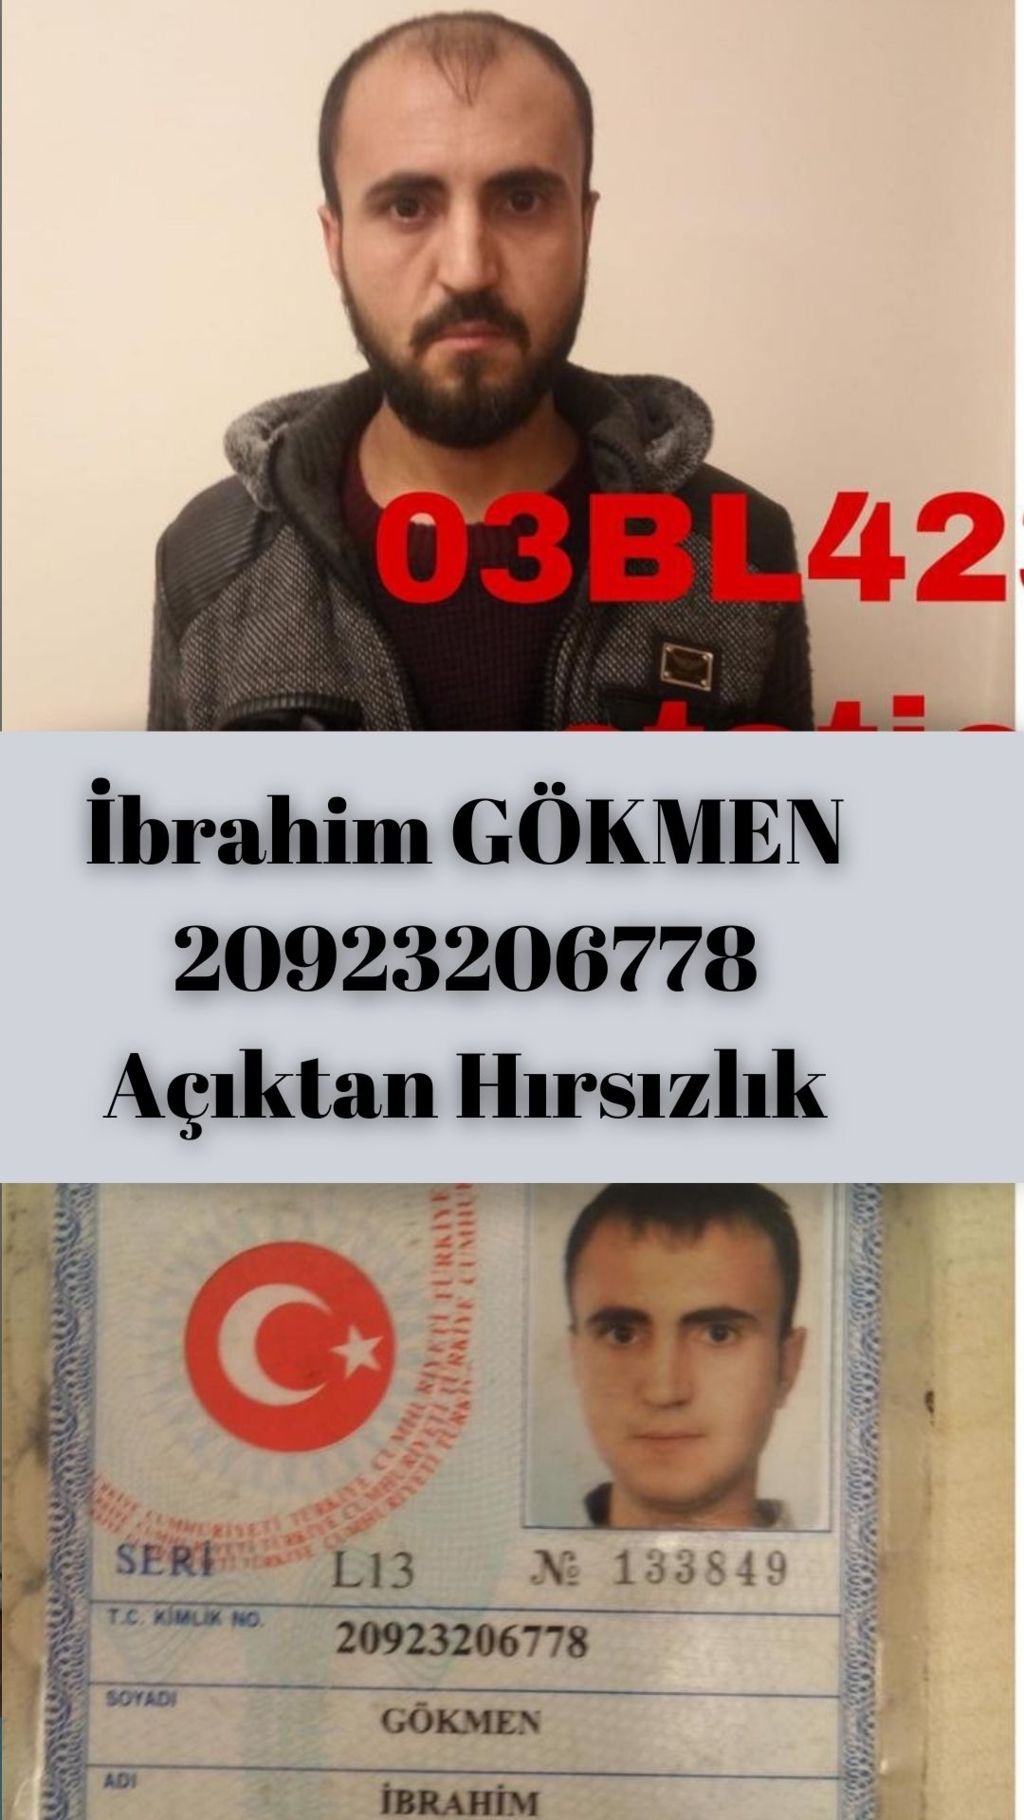 03BL42
İbrahim GÖKMEN
20923206778
Açıktan Hırsızlık
SERİ L13 № 133849
T.C. KİMLİK NO.
20923206778
SOYADI
GÖKMEN
ADI
İBRAHİM